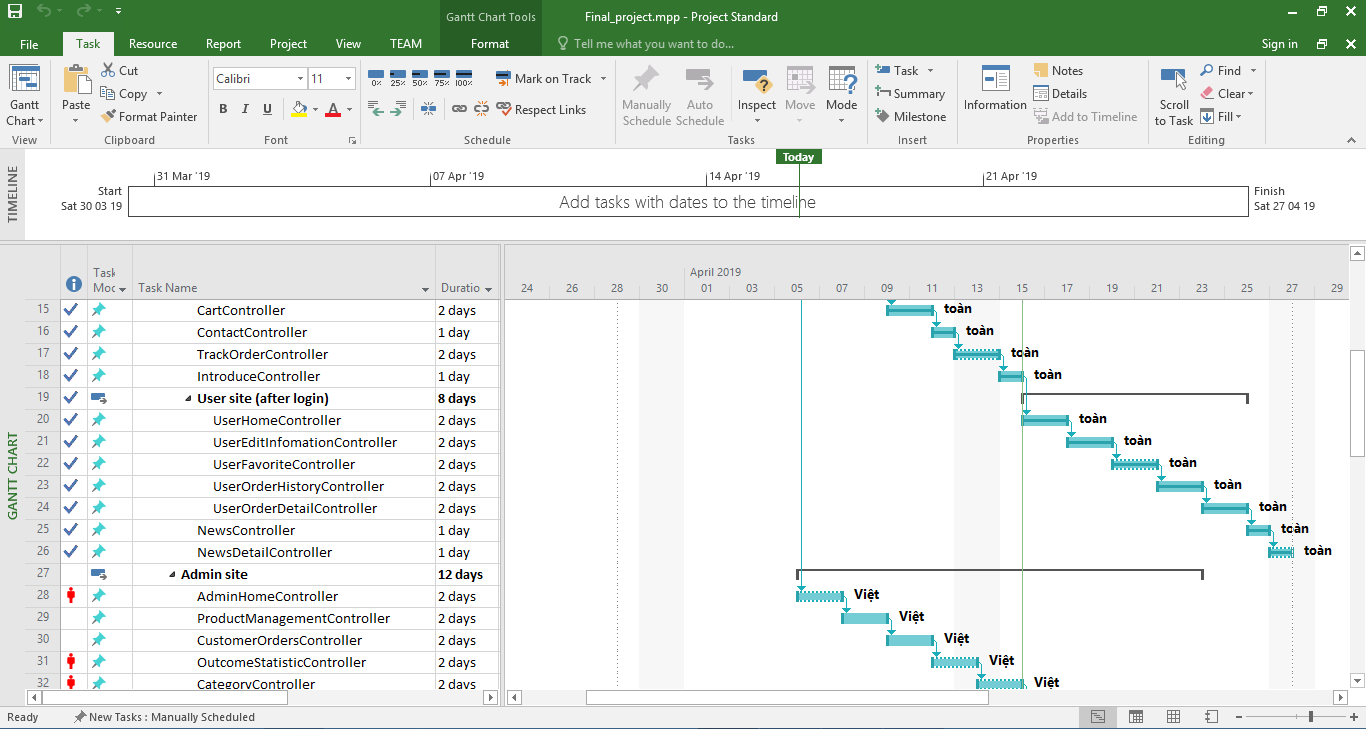 Gantt Chart Tools
Final_project.mpp - Project Standard
File Task Resource Report Project View TEAM Format Tell me what you want to do... Sign in
Gantt Chart
View
Paste
Cut
Copy
Format Painter
Clipboard
Calibri 11
B I U A
Font
0% 25% 50% 75% 100%
Mark on Track
Respect Links
Schedule
Manually Schedule
Auto Schedule
Inspect
Move
Mode
Tasks
Task
Summary
Milestone
Insert
Information
Notes
Details
Add to Timeline
Properties
Scroll to Task
Find
Clear
Fill
Editing
TIMELINE
Today
31 Mar '19 07 Apr '19 14 Apr '19 21 Apr '19
Start
Sat 30 03 19
Add tasks with dates to the timeline
Finish
Sat 27 04 19
GANTT CHART
Task Moc
Task Name
Duratio
April 2019
24 26 28 30 01 03 05 07 09 11 13 15 17 19 21 23 25 27 29
15 CartController 2 days toàn
16 ContactController 1 day toàn
17 TrackOrderController 2 days toàn
18 IntroduceController 1 day toàn
19 User site (after login) 8 days
20 UserHomeController 2 days toàn
21 UserEditInfomationController 2 days toàn
22 UserFavoriteController 2 days toàn
23 UserOrderHistoryController 2 days toàn
24 UserOrderDetailController 2 days toàn
25 NewsController 1 day toàn
26 NewsDetailController 1 day toàn
27 Admin site 12 days
28 AdminHomeController 2 days Việt
29 ProductManagementController 2 days Việt
30 CustomerOrdersController 2 days Việt
31 OutcomeStatisticController 2 days Việt
32 CategoryController 2 days Việt
Ready New Tasks : Manually Scheduled